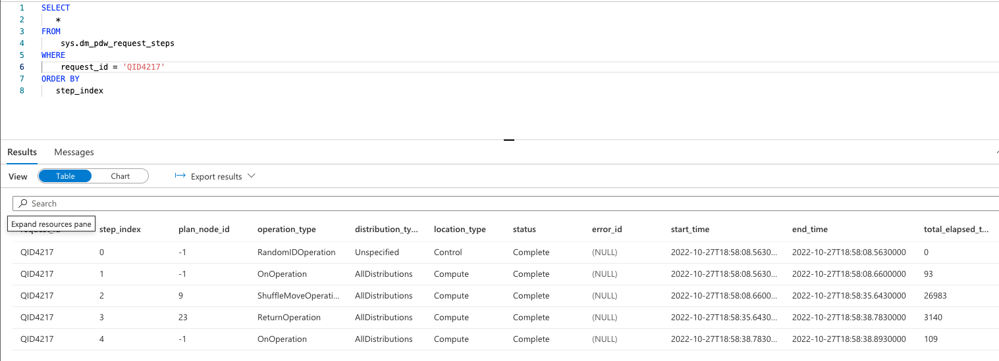 1 SELECT
2 *
3 FROM
4 sys.dm_pdw_request_steps
5 WHERE
6 request_id = 'QID4217'
7 ORDER BY
8 step_index
Results Messages
View Table Chart Export results
Search
Expand resources pane step_index plan_node_id operation_type distribution_ty... location_type status error_id start_time end_time total_elapsed_t...
QID4217 0 -1 RandomIDOperation Unspecified Control Complete (NULL) 2022-10-27T18:58:08.5630... 2022-10-27T18:58:08.5630000 0
QID4217 1 -1 OnOperation AllDistributions Compute Complete (NULL) 2022-10-27T18:58:08.5630... 2022-10-27T18:58:08.6600000 93
QID4217 2 9 ShuffleMoveOperati... AllDistributions Compute Complete (NULL) 2022-10-27T18:58:08.6600... 2022-10-27T18:58:35.6430000 26983
QID4217 3 23 ReturnOperation AllDistributions Compute Complete (NULL) 2022-10-27T18:58:35.6430... 2022-10-27T18:58:38.7830000 3140
QID4217 4 -1 OnOperation AllDistributions Compute Complete (NULL) 2022-10-27T18:58:38.7830... 2022-10-27T18:58:38.8930000 109